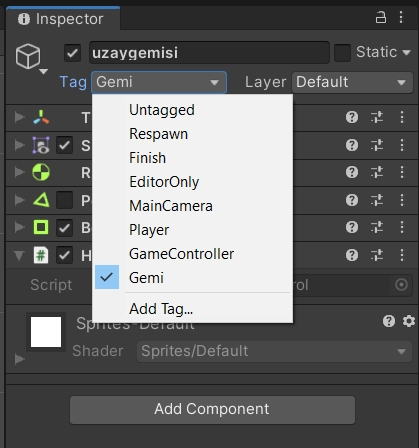 Inspector
uzaygemisi
Static
Tag Gemi Layer Default
Untagged
Respawn
Finish
EditorOnly
MainCamera
Player
GameController
Gemi
Add Tag...
T
S
R
P
B
H
Script
rol
Sprites-Default
Shader Sprites/Default
Add Component